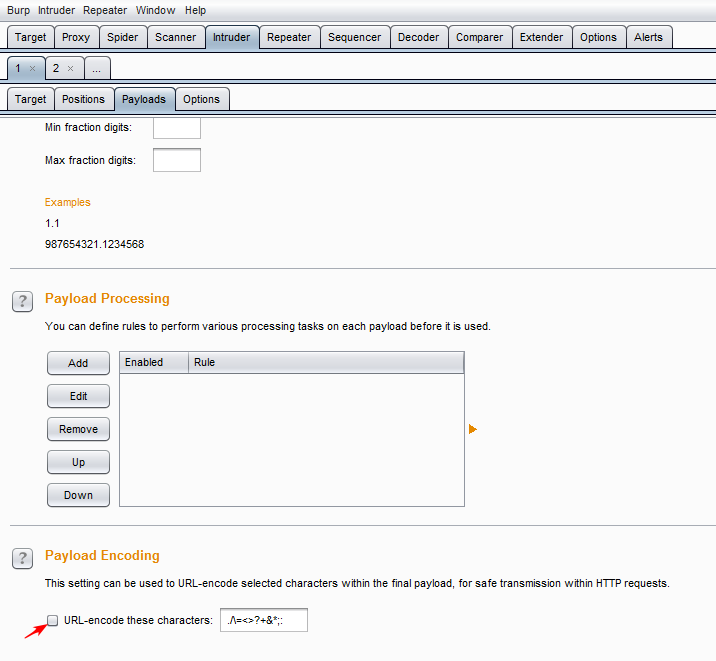 Burp Intruder Repeater Window Help
Target Proxy Spider Scanner Intruder Repeater Sequencer Decoder Comparer Extender Options Alerts
1 × 2 × ...
Target Positions Payloads Options
Min fraction digits:
Max fraction digits:
Examples
1.1
987654321.1234568
? Payload Processing
You can define rules to perform various processing tasks on each payload before it is used.
Enabled Rule
Add
Edit
Remove
Up
Down
? Payload Encoding
This setting can be used to URL-encode selected characters within the final payload, for safe transmission within HTTP requests.
URL-encode these characters: ./\=<>?+&*;: